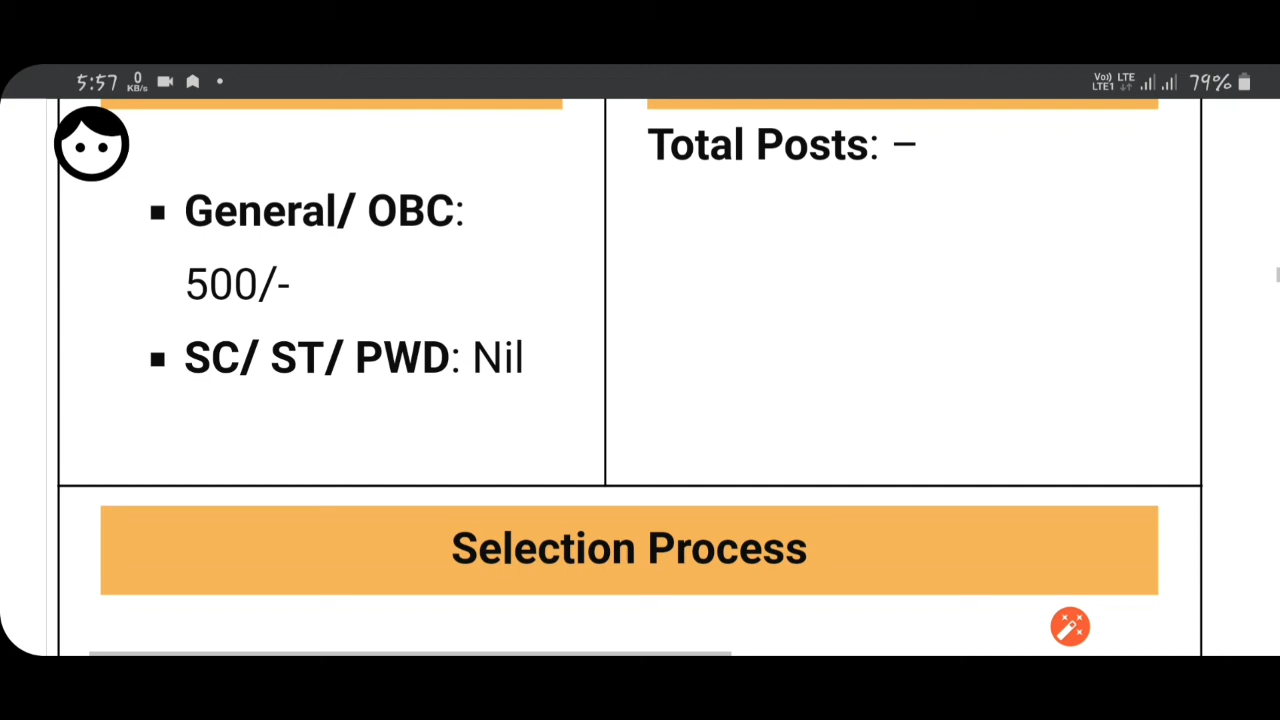 5:57 0 KB/s Vo) LTE LTE1 79%
Total Posts: –
▪ General/ OBC:
500/-
▪ SC/ ST/ PWD: Nil
Selection Process